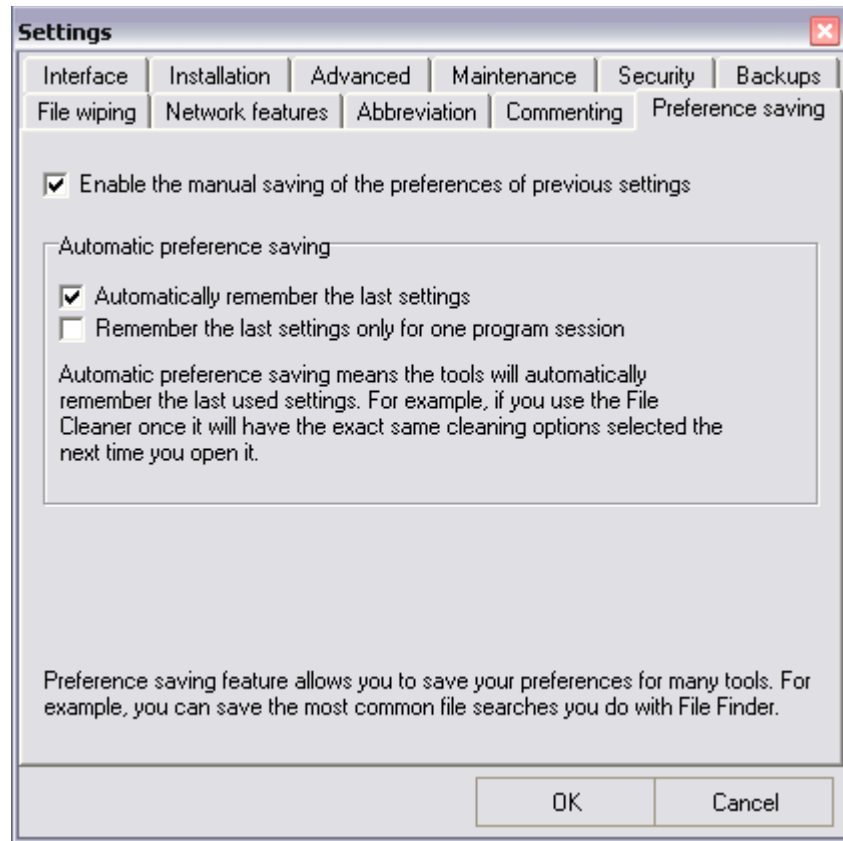 Settings
Interface Installation Advanced Maintenance Security Backups
File wiping Network features Abbreviation Commenting Preference saving
Enable the manual saving of the preferences of previous settings
Automatic preference saving
Automatically remember the last settings
Remember the last settings only for one program session
Automatic preference saving means the tools will automatically
remember the last used settings. For example, if you use the File
Cleaner once it will have the exact same cleaning options selected the
next time you open it.
Preference saving feature allows you to save your preferences for many tools. For
example, you can save the most common file searches you do with File Finder.
OK Cancel